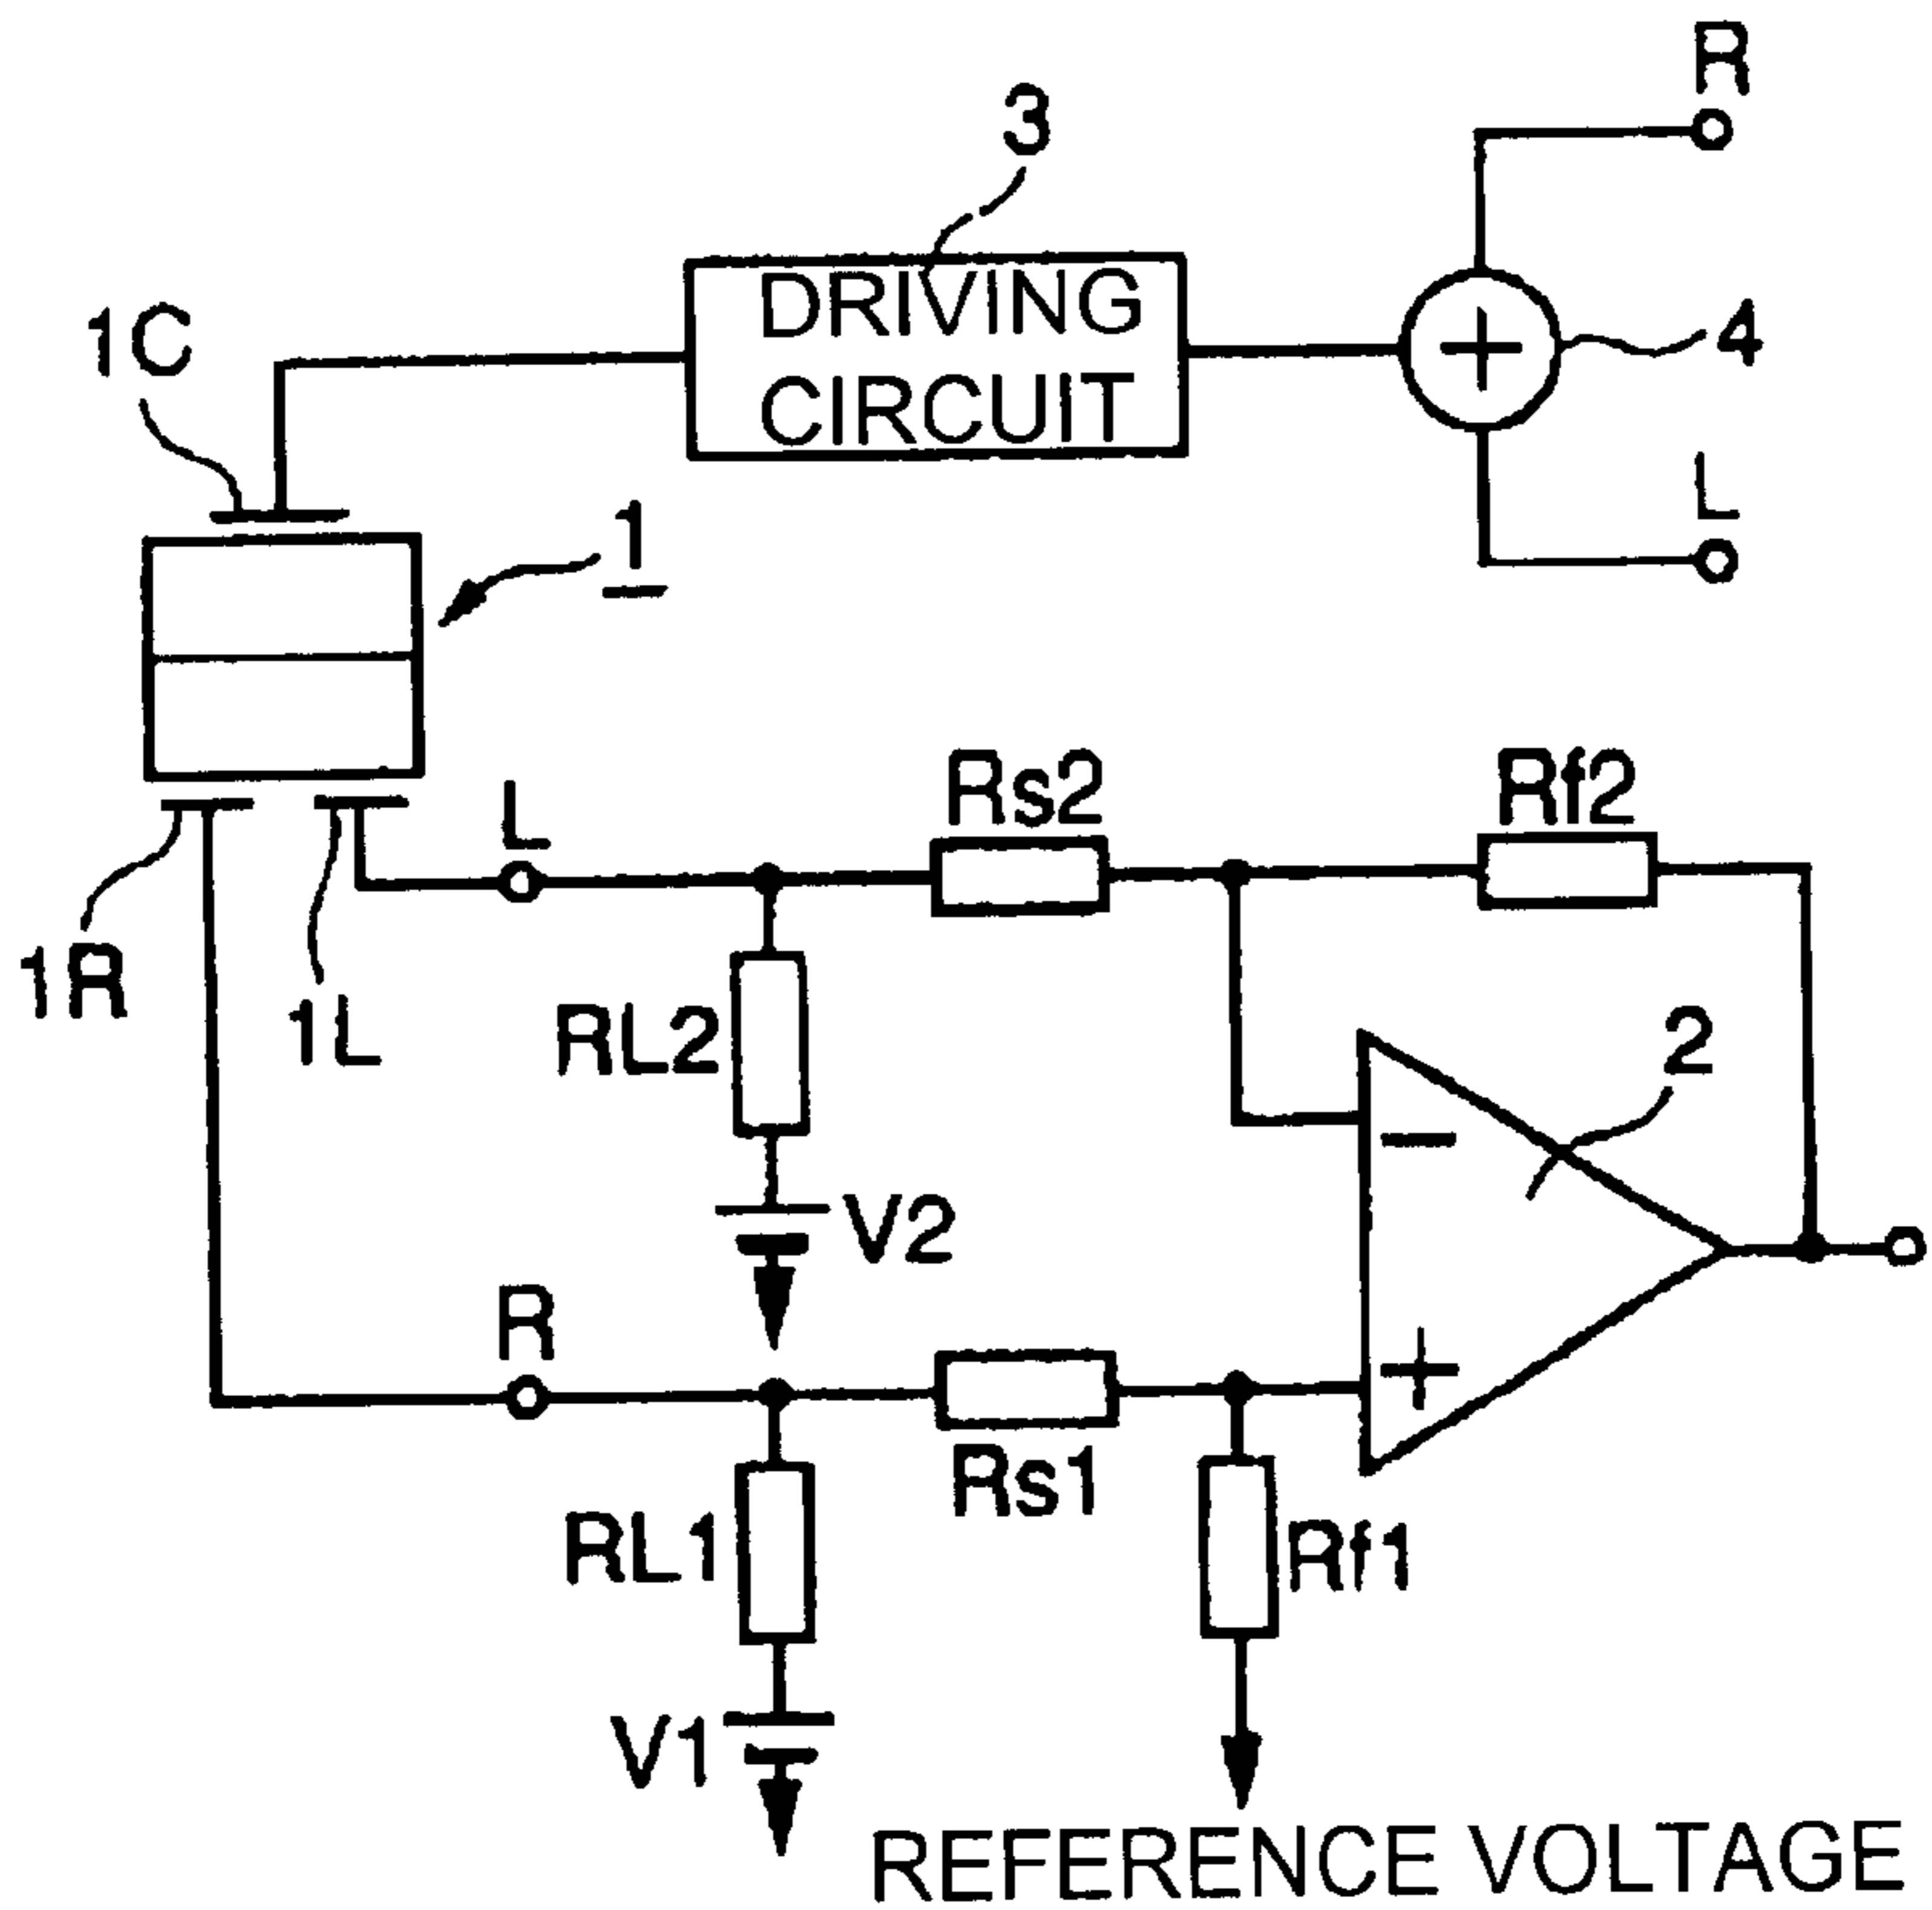 R
3
DRIVING
CIRCUIT
1C
4
L
1
Rs2
Rf2
L
1R
1L
RL2
2
−
V2
R
+
Rs1
RL1
Rf1
V1
REFERENCE VOLTAGE